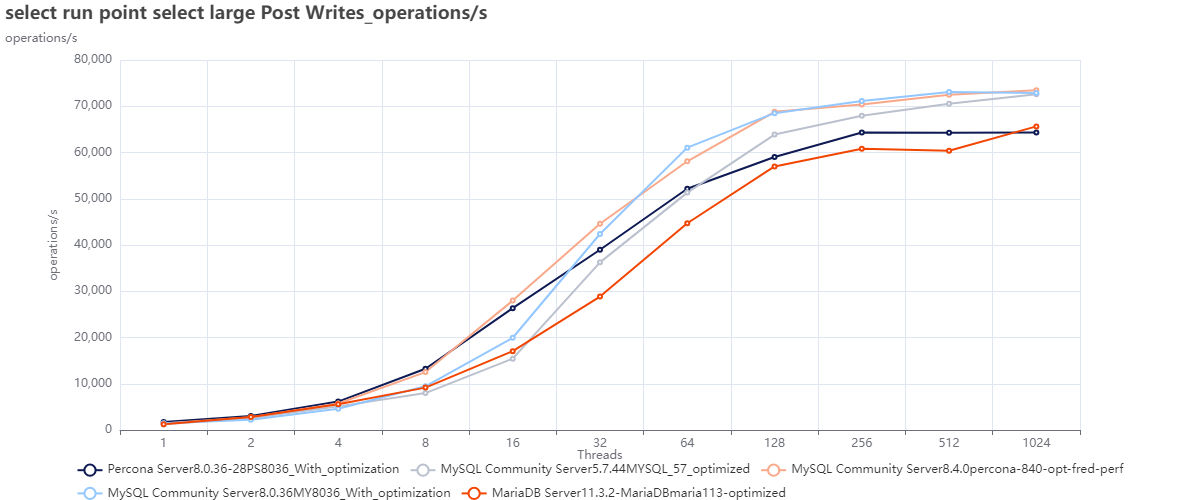 select run point select large Post Writes_operations/s
operations/s
80,000
70,000
60,000
50,000
40,000
30,000
20,000
10,000
0
operations/s
1 2 4 8 16 32 64 128 256 512 1024
Threads
Percona Server8.0.36-28PS8036_With_optimization MySQL Community Server5.7.44MYSQL_57_optimized MySQL Community Server8.4.0percona-840-opt-fred-perf
MySQL Community Server8.0.36MY8036_With_optimization MariaDB Server11.3.2-MariaDBmaria113-optimized